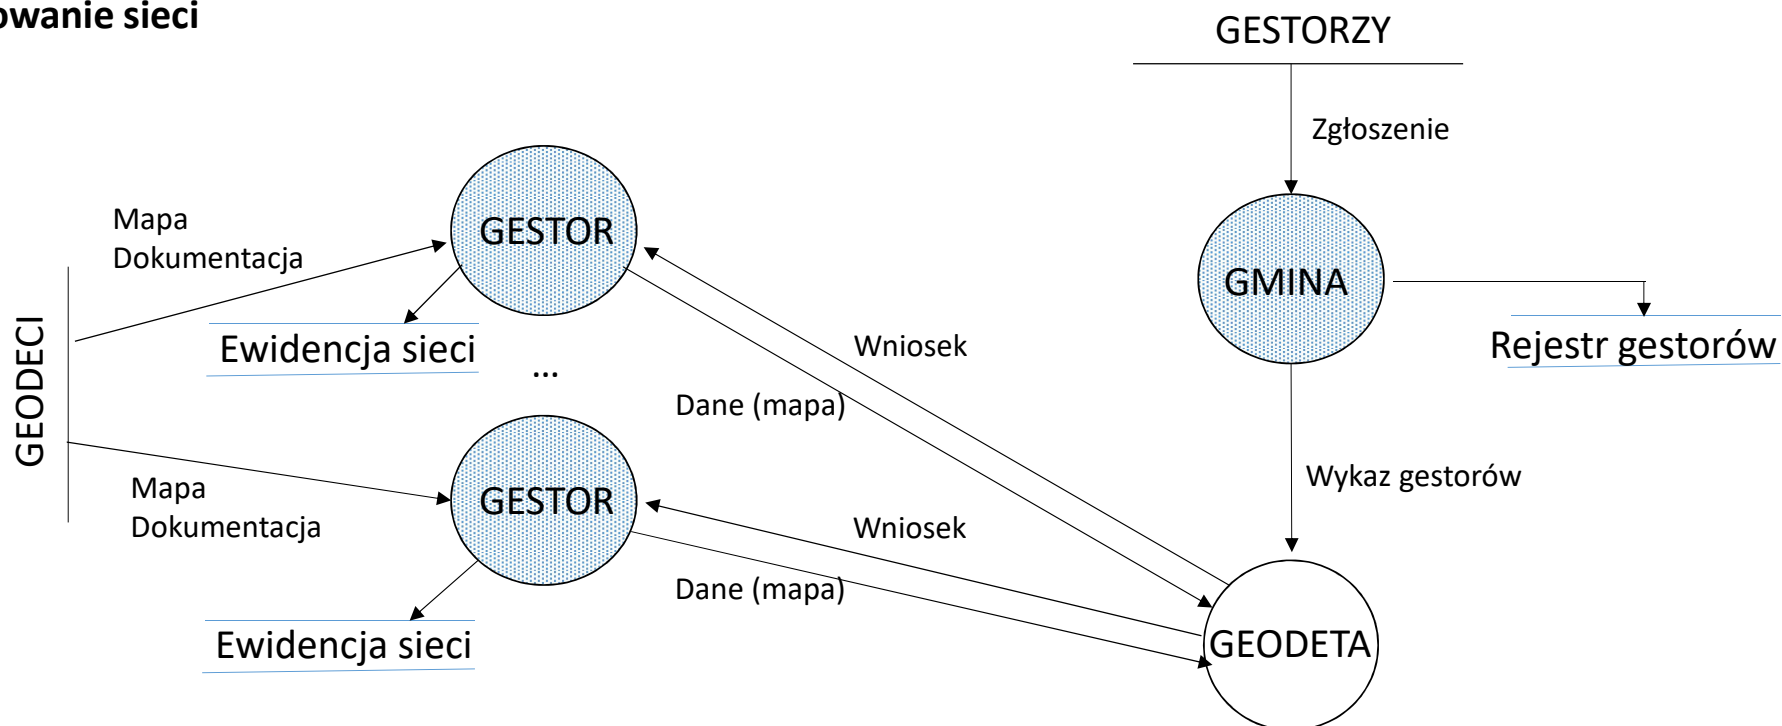 owanie sieci
GESTORZY
Zgłoszenie
Mapa
Dokumentacja
GESTOR
GMINA
GEODECI
Ewidencja sieci
...
Wniosek
Rejestr gestorów
Dane (mapa)
Wykaz gestorów
Mapa
Dokumentacja
GESTOR
Wniosek
Dane (mapa)
Ewidencja sieci
GEODETA